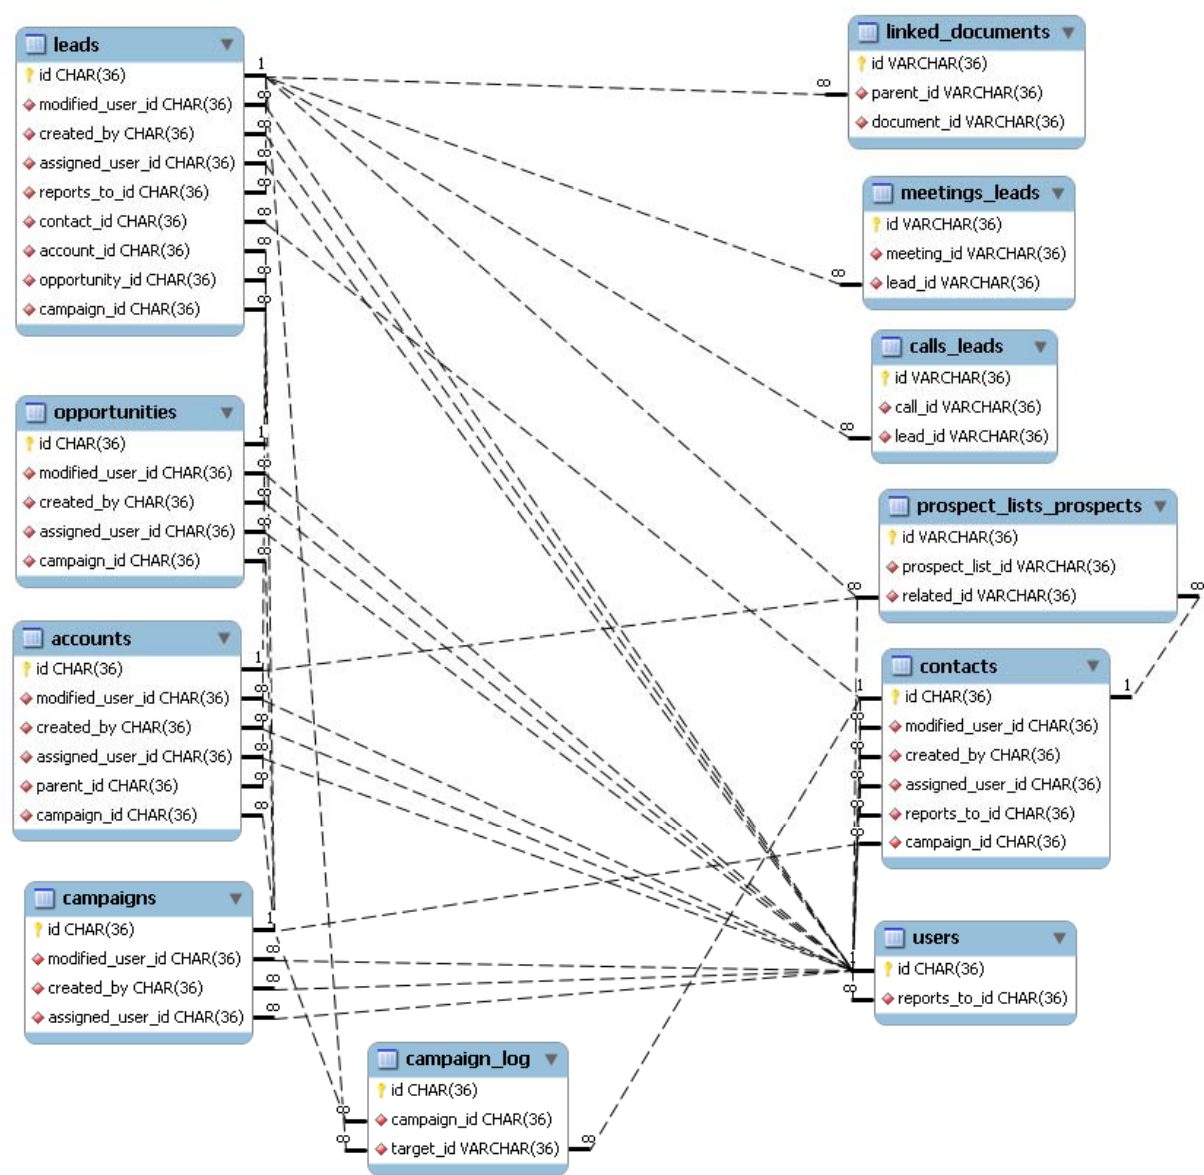 leads
id CHAR(36)
modified_user_id CHAR(36)
created_by CHAR(36)
assigned_user_id CHAR(36)
reports_to_id CHAR(36)
contact_id CHAR(36)
account_id CHAR(36)
opportunity_id CHAR(36)
campaign_id CHAR(36)
1
∞
∞
∞
∞
∞
∞
∞
∞
opportunities
id CHAR(36)
modified_user_id CHAR(36)
created_by CHAR(36)
assigned_user_id CHAR(36)
campaign_id CHAR(36)
1
∞
∞
∞
∞
accounts
id CHAR(36)
modified_user_id CHAR(36)
created_by CHAR(36)
assigned_user_id CHAR(36)
parent_id CHAR(36)
campaign_id CHAR(36)
1
∞
∞
∞
∞
∞
campaigns
id CHAR(36)
modified_user_id CHAR(36)
created_by CHAR(36)
assigned_user_id CHAR(36)
1
∞
∞
∞
campaign_log
id CHAR(36)
campaign_id CHAR(36)
target_id VARCHAR(36)
∞
∞
∞
linked_documents
id VARCHAR(36)
parent_id VARCHAR(36)
document_id VARCHAR(36)
∞
meetings_leads
id VARCHAR(36)
meeting_id VARCHAR(36)
lead_id VARCHAR(36)
∞
calls_leads
id VARCHAR(36)
call_id VARCHAR(36)
lead_id VARCHAR(36)
∞
prospect_lists_prospects
id VARCHAR(36)
prospect_list_id VARCHAR(36)
related_id VARCHAR(36)
∞
∞
contacts
id CHAR(36)
modified_user_id CHAR(36)
created_by CHAR(36)
assigned_user_id CHAR(36)
reports_to_id CHAR(36)
campaign_id CHAR(36)
1
1
∞
∞
∞
∞
∞
users
id CHAR(36)
reports_to_id CHAR(36)
1
∞